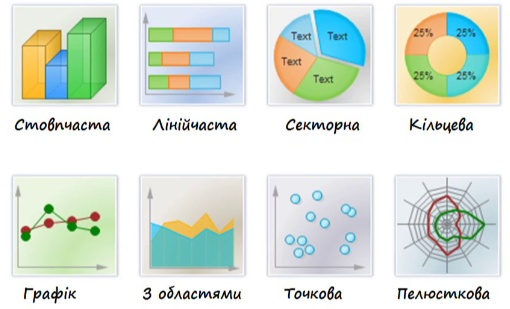 Text
Text
Text
Text
25%
25%
25%
25%
Стовпчаста
Лінійчаста
Секторна
Кільцева
Графік
З областями
Точкова
Пелюсткова